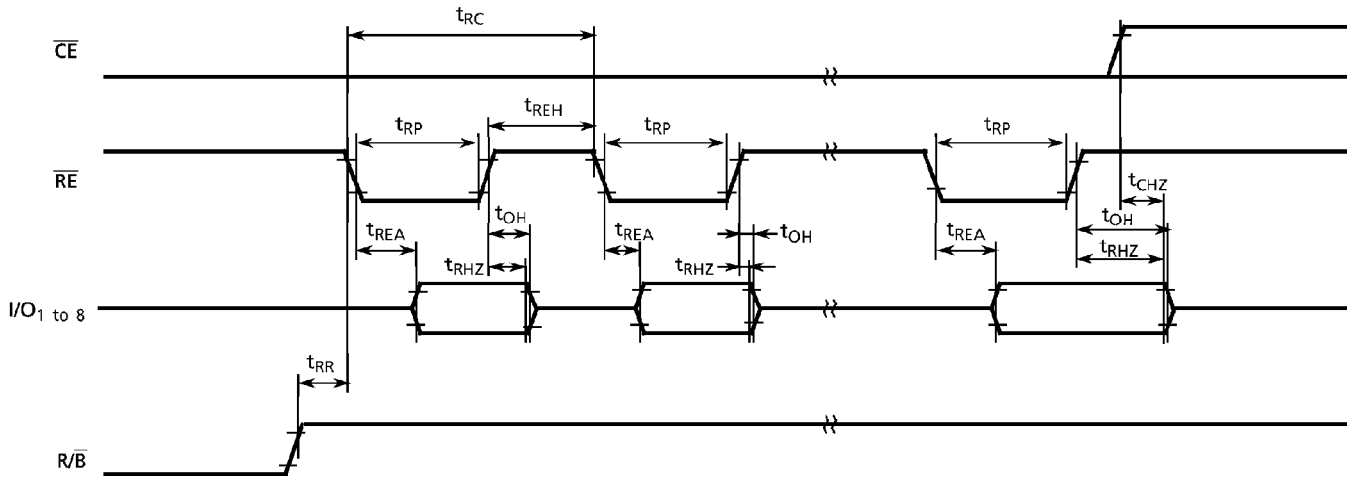 tRC
CE
tREH
tRP tRP tRP
RE
tCHZ
tOH tOH tOH
tREA tREA tREA
tRHZ tRHZ tRHZ
I/O1 to 8
tRR
R/B